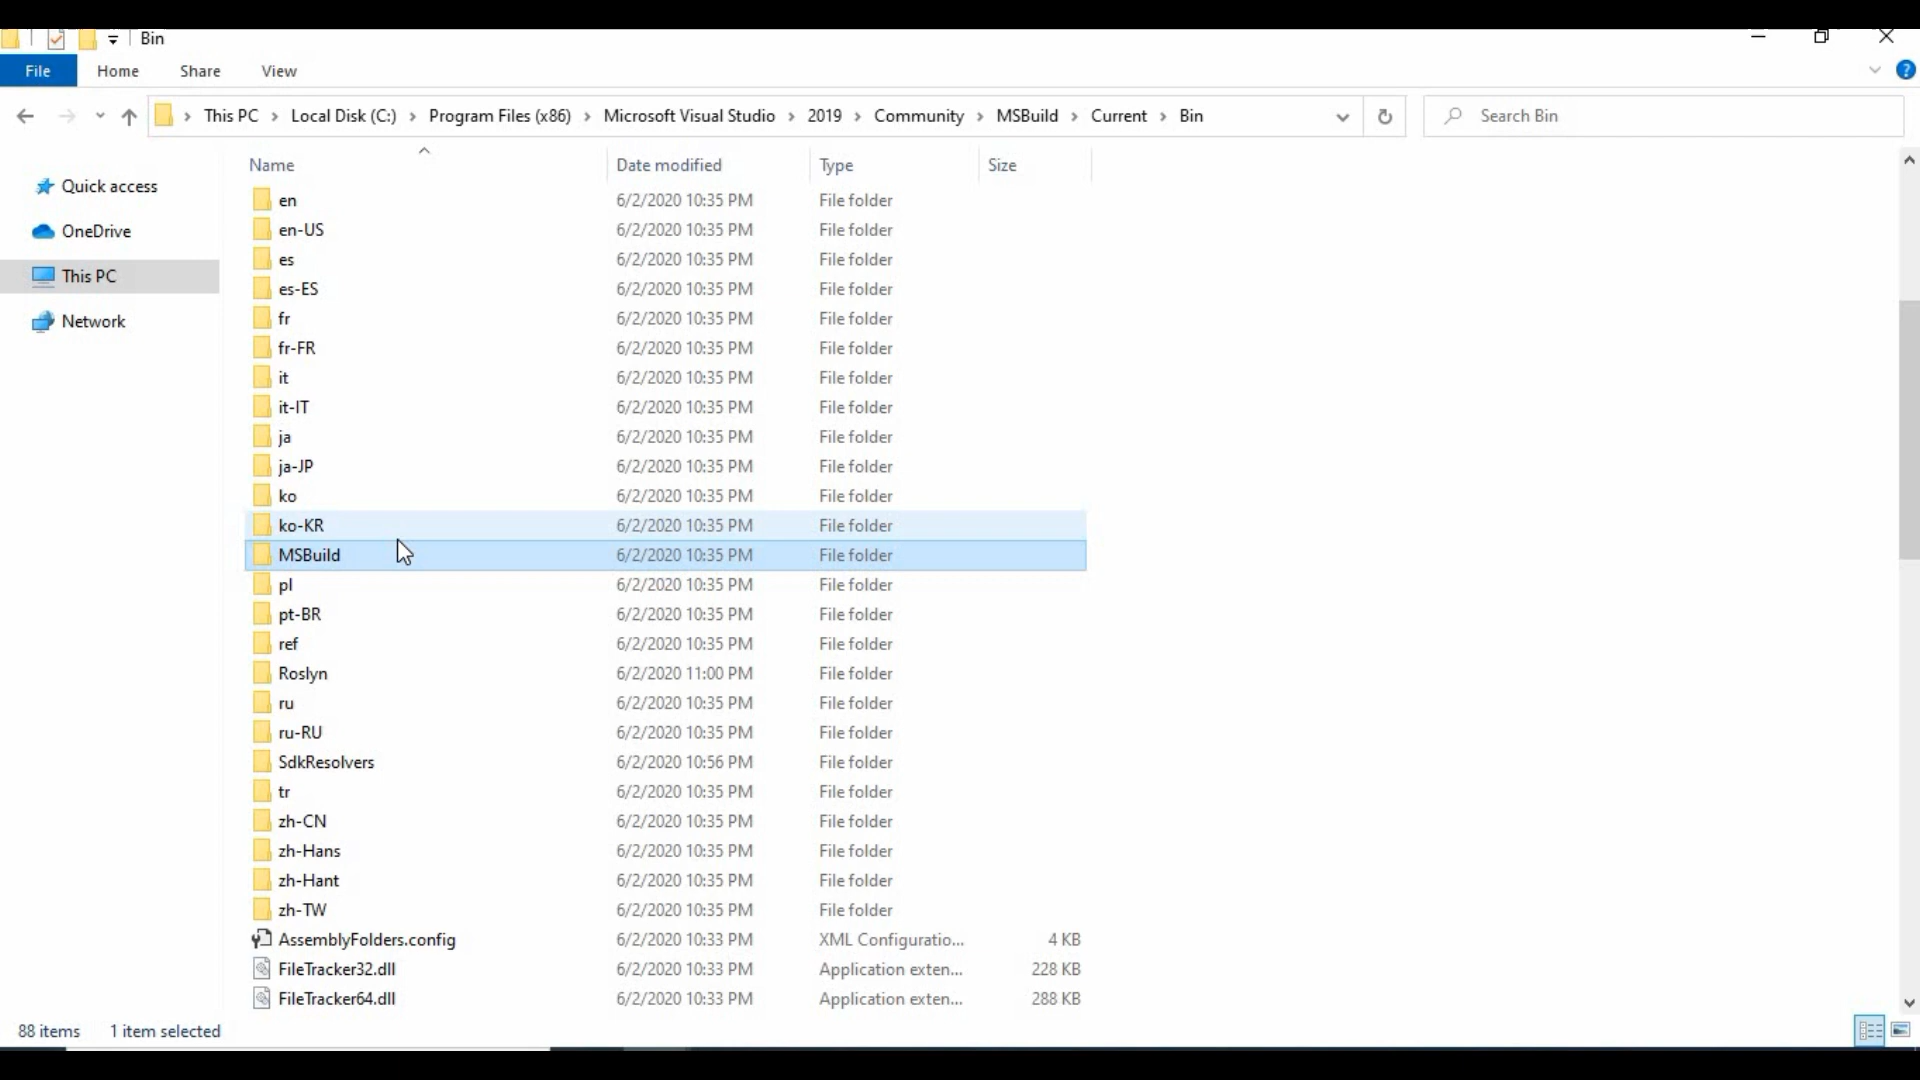 Bin
File Home Share View
This PC Local Disk (C:) Program Files (x86) Microsoft Visual Studio 2019 Community MSBuild Current Bin Search Bin
Name Date modified Type Size
Quick access
OneDrive
This PC
Network
en 6/2/2020 10:35 PM File folder
en-US 6/2/2020 10:35 PM File folder
es 6/2/2020 10:35 PM File folder
es-ES 6/2/2020 10:35 PM File folder
fr 6/2/2020 10:35 PM File folder
fr-FR 6/2/2020 10:35 PM File folder
it 6/2/2020 10:35 PM File folder
it-IT 6/2/2020 10:35 PM File folder
ja 6/2/2020 10:35 PM File folder
ja-JP 6/2/2020 10:35 PM File folder
ko 6/2/2020 10:35 PM File folder
ko-KR 6/2/2020 10:35 PM File folder
MSBuild 6/2/2020 10:35 PM File folder
pl 6/2/2020 10:35 PM File folder
pt-BR 6/2/2020 10:35 PM File folder
ref 6/2/2020 10:35 PM File folder
Roslyn 6/2/2020 11:00 PM File folder
ru 6/2/2020 10:35 PM File folder
ru-RU 6/2/2020 10:35 PM File folder
SdkResolvers 6/2/2020 10:56 PM File folder
tr 6/2/2020 10:35 PM File folder
zh-CN 6/2/2020 10:35 PM File folder
zh-Hans 6/2/2020 10:35 PM File folder
zh-Hant 6/2/2020 10:35 PM File folder
zh-TW 6/2/2020 10:35 PM File folder
AssemblyFolders.config 6/2/2020 10:33 PM XML Configuratio... 4 KB
FileTracker32.dll 6/2/2020 10:33 PM Application exten... 228 KB
FileTracker64.dll 6/2/2020 10:33 PM Application exten... 288 KB
88 items 1 item selected